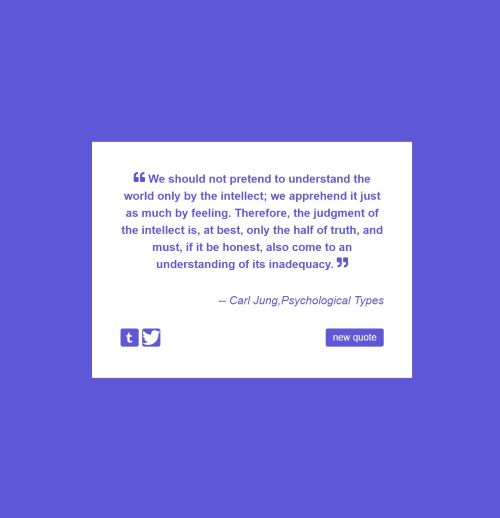 “ We should not pretend to understand the
world only by the intellect; we apprehend it just
as much by feeling. Therefore, the judgment of
the intellect is, at best, only the half of truth, and
must, if it be honest, also come to an
understanding of its inadequacy. ”
-- Carl Jung,Psychological Types
t
new quote